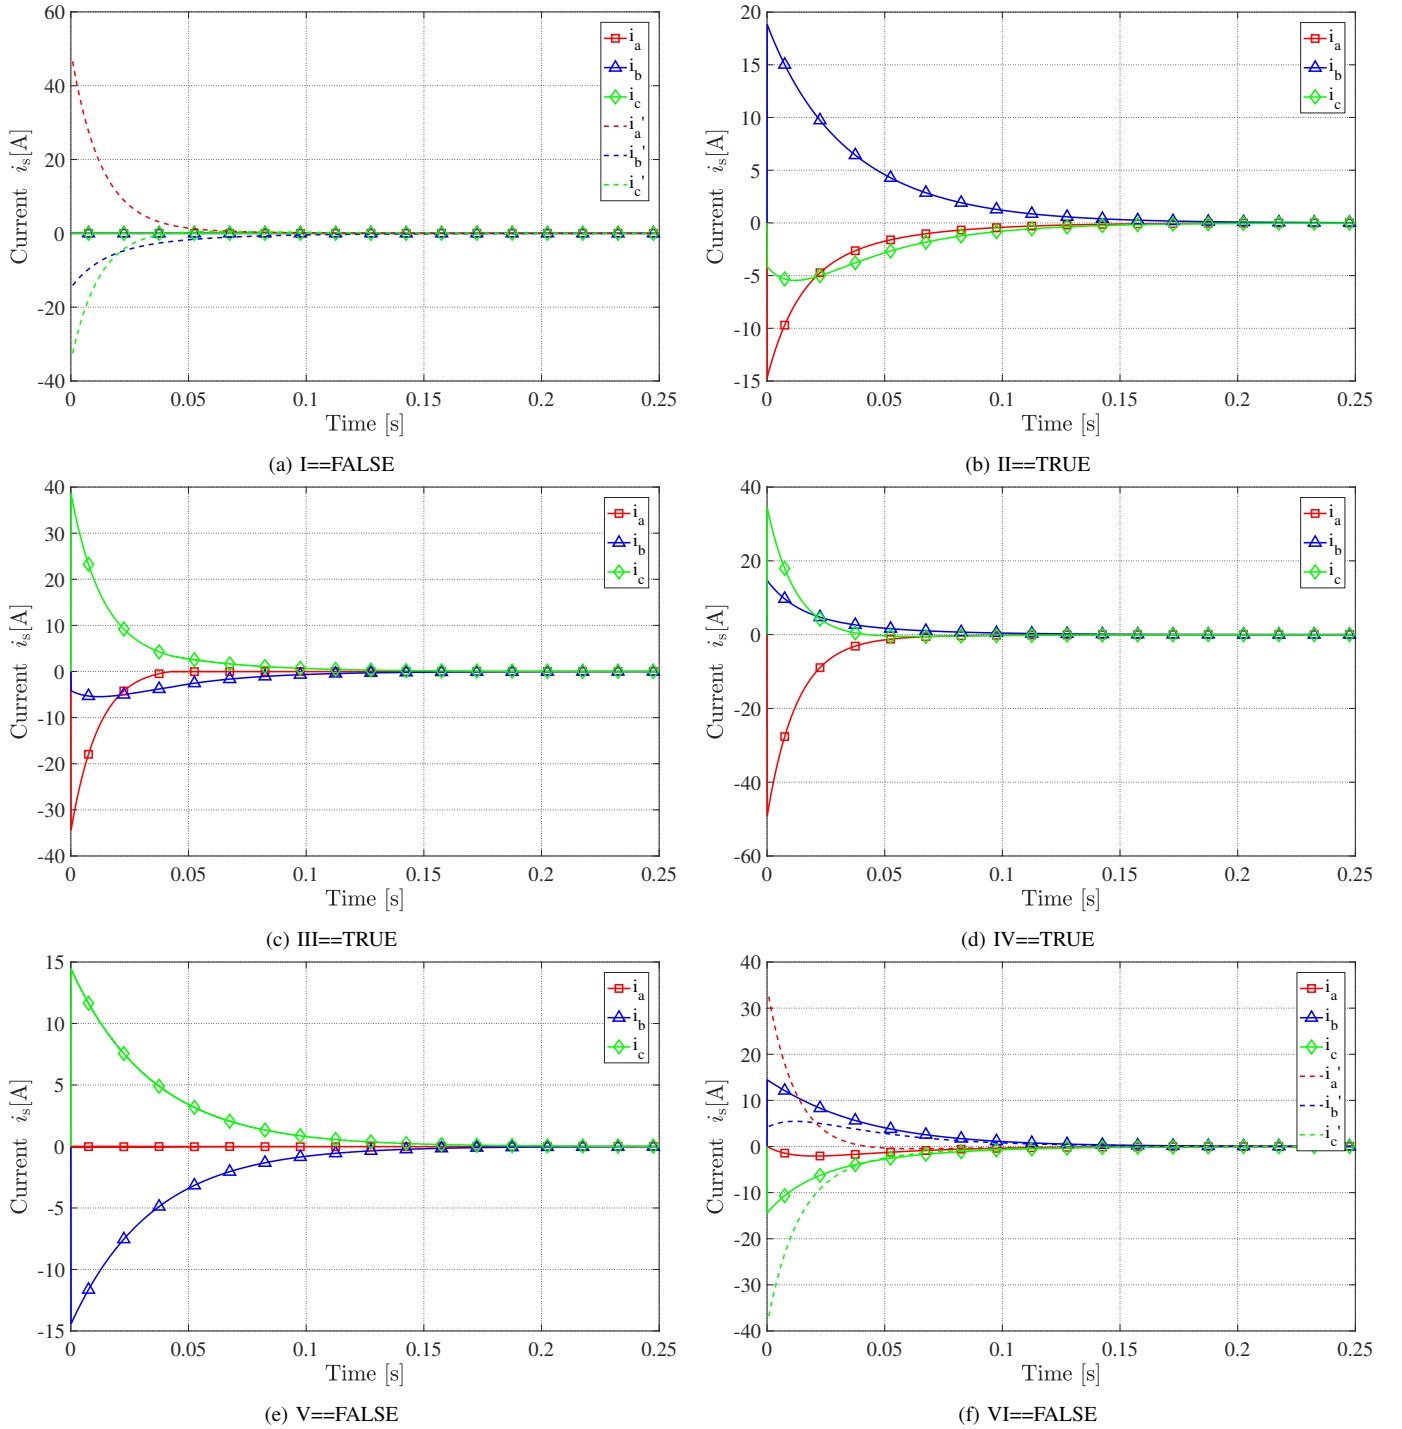 60
40
20
0
-20
-40
0
0.05
0.1
0.15
0.2
0.25
Current i_s[A]
Time [s]
i_a
i_b
i_c
i_a'
i_b'
i_c'
(a) I==FALSE
20
15
10
5
0
-5
-10
-15
0
0.05
0.1
0.15
0.2
0.25
Current i_s[A]
Time [s]
i_a
i_b
i_c
(b) II==TRUE
40
30
20
10
0
-10
-20
-30
-40
0
0.05
0.1
0.15
0.2
0.25
Current i_s[A]
Time [s]
i_a
i_b
i_c
(c) III==TRUE
40
20
0
-20
-40
-60
0
0.05
0.1
0.15
0.2
0.25
Current i_s[A]
Time [s]
i_a
i_b
i_c
(d) IV==TRUE
15
10
5
0
-5
-10
-15
0
0.05
0.1
0.15
0.2
0.25
Current i_s[A]
Time [s]
i_a
i_b
i_c
(e) V==FALSE
40
30
20
10
0
-10
-20
-30
-40
0
0.05
0.1
0.15
0.2
0.25
Current i_s[A]
Time [s]
i_a
i_b
i_c
i_a'
i_b'
i_c'
(f) VI==FALSE